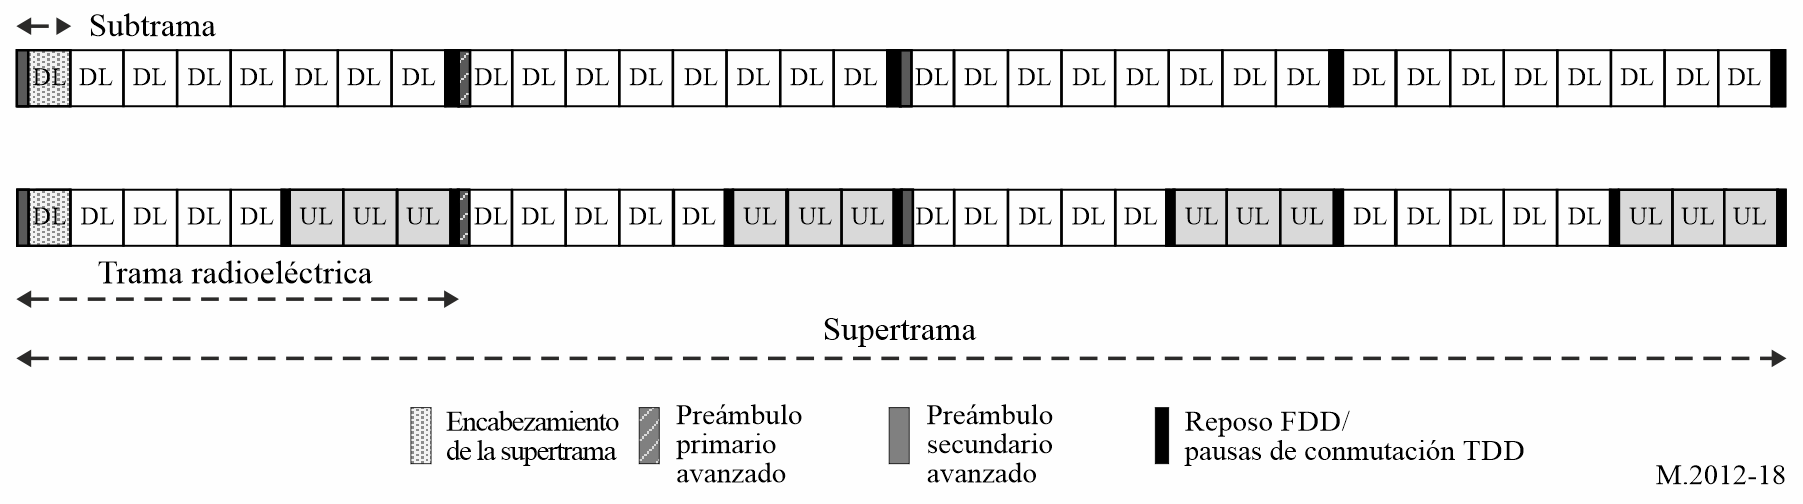 Subtrama
DL DL DL DL DL DL DL DL DL DL DL DL DL DL DL DL DL DL DL DL DL DL DL DL DL DL DL DL DL DL DL DL
DL DL DL DL DL UL UL UL DL DL DL DL DL UL UL UL DL DL DL DL DL UL UL UL DL DL DL DL DL UL UL UL
Trama radioeléctrica
Supertrama
Encabezamiento
de la supertrama
Preámbulo
primario
avanzado
Preámbulo
secundario
avanzado
Reposo FDD/
pausas de conmutación TDD
M.2012-18